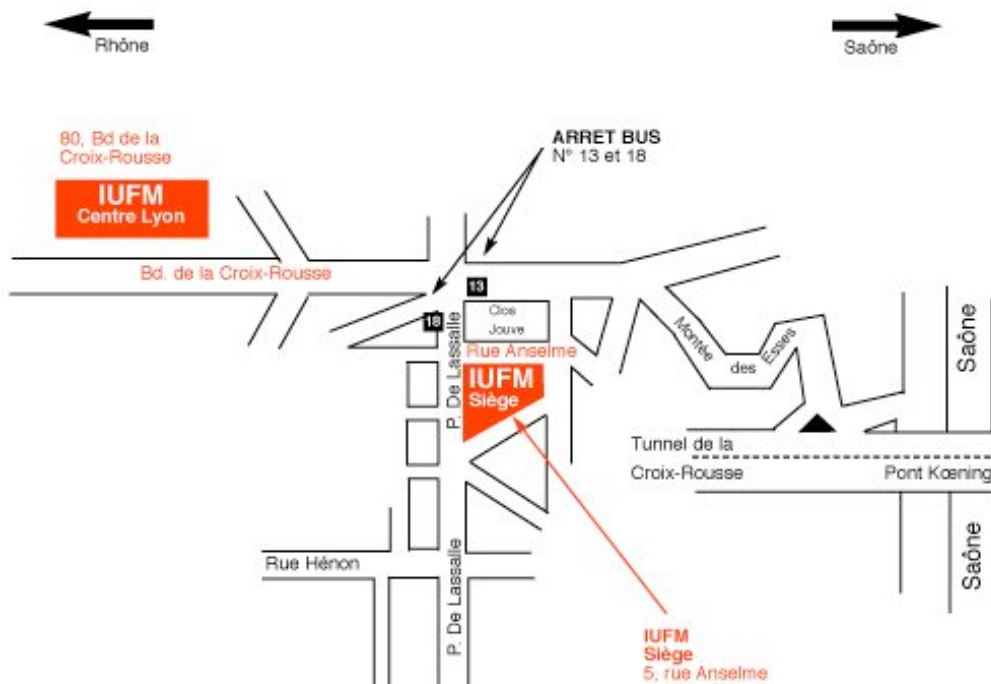 Rhône
Saône
80, Bd de la
Croix-Rousse
IUFM
Centre Lyon
ARRET BUS
N° 13 et 18
Bd. de la Croix-Rousse
13
18
Clos
Jouve
Rue Anselme
IUFM
Siège
P. De Lassalle
Montée
des
Esses
Saône
Tunnel de la
Croix-Rousse
Pont Kœning
Saône
Rue Hénon
P. De Lassalle
IUFM
Siège
5, rue Anselme